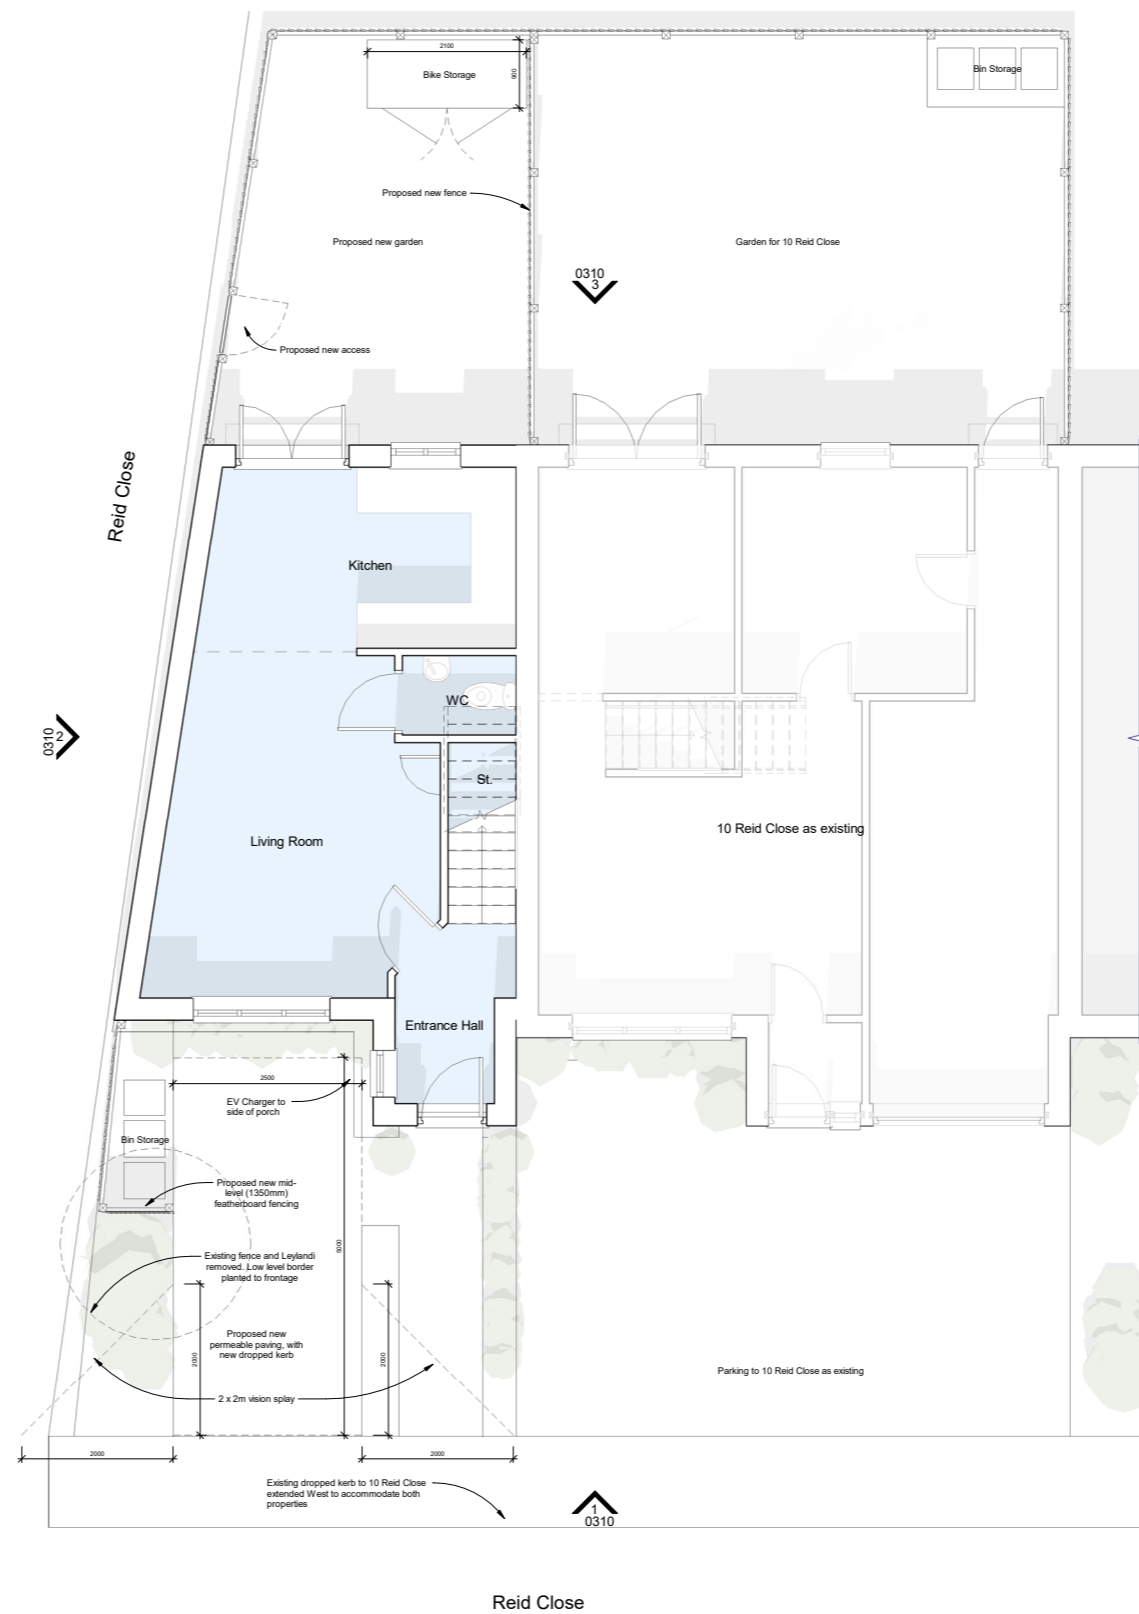 2100
Bike Storage
900
Bin Storage
Proposed new fence
Proposed new garden
Garden for 10 Reid Close
0310
3
Proposed new access
Reid Close
Kitchen
WC
0310
2
St.
10 Reid Close as existing
Living Room
Entrance Hall
2500
EV Charger to
side of porch
Bin Storage
Proposed new mid-
level (1350mm)
featherboard fencing
5000
Existing fence and Leylandi
removed. Low level border
planted to frontage
Proposed new
permeable paving, with
new dropped kerb
2000
2000
Parking to 10 Reid Close as existing
2 x 2m vision splay
2000
2000
Existing dropped kerb to 10 Reid Close
extended West to accommodate both
properties
1
0310
Reid Close